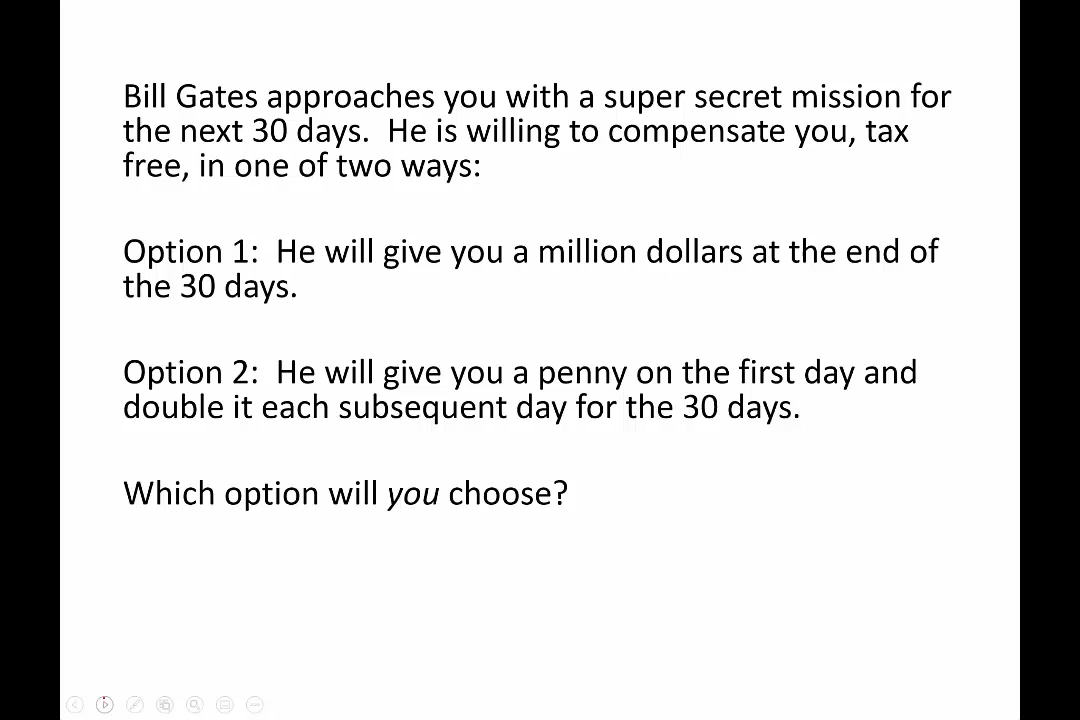 Bill Gates approaches you with a super secret mission for
the next 30 days.  He is willing to compensate you, tax
free, in one of two ways:
Option 1:  He will give you a million dollars at the end of
the 30 days.
Option 2:  He will give you a penny on the first day and
double it each subsequent day for the 30 days.
Which option will you choose?